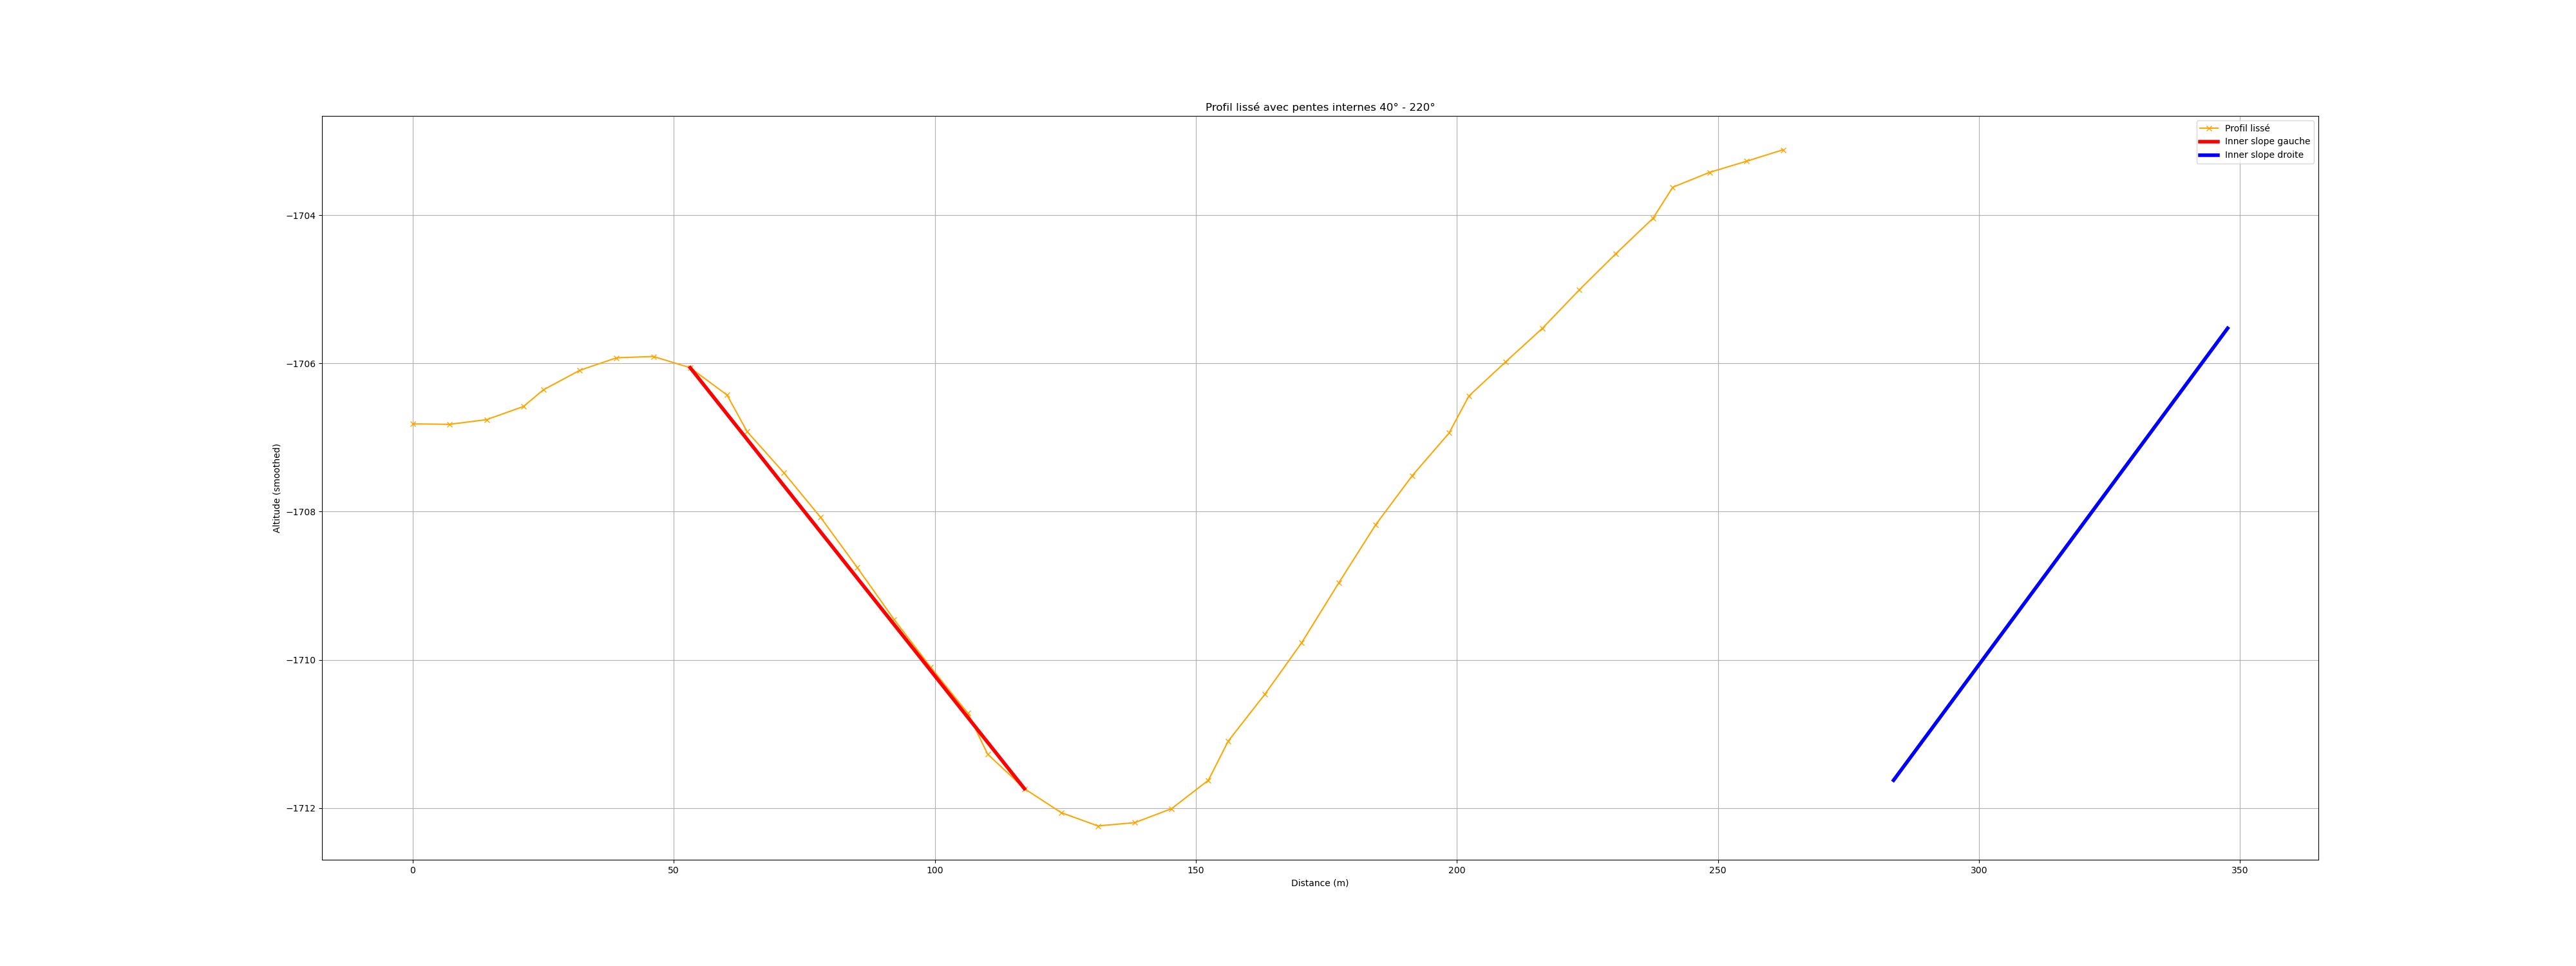 Profil lissé avec pentes internes 40° - 220°
Profil lissé
Inner slope gauche
Inner slope droite
−1704
−1706
−1708
−1710
−1712
Altitude (smoothed)
0
50
100
150
200
250
300
350
Distance (m)